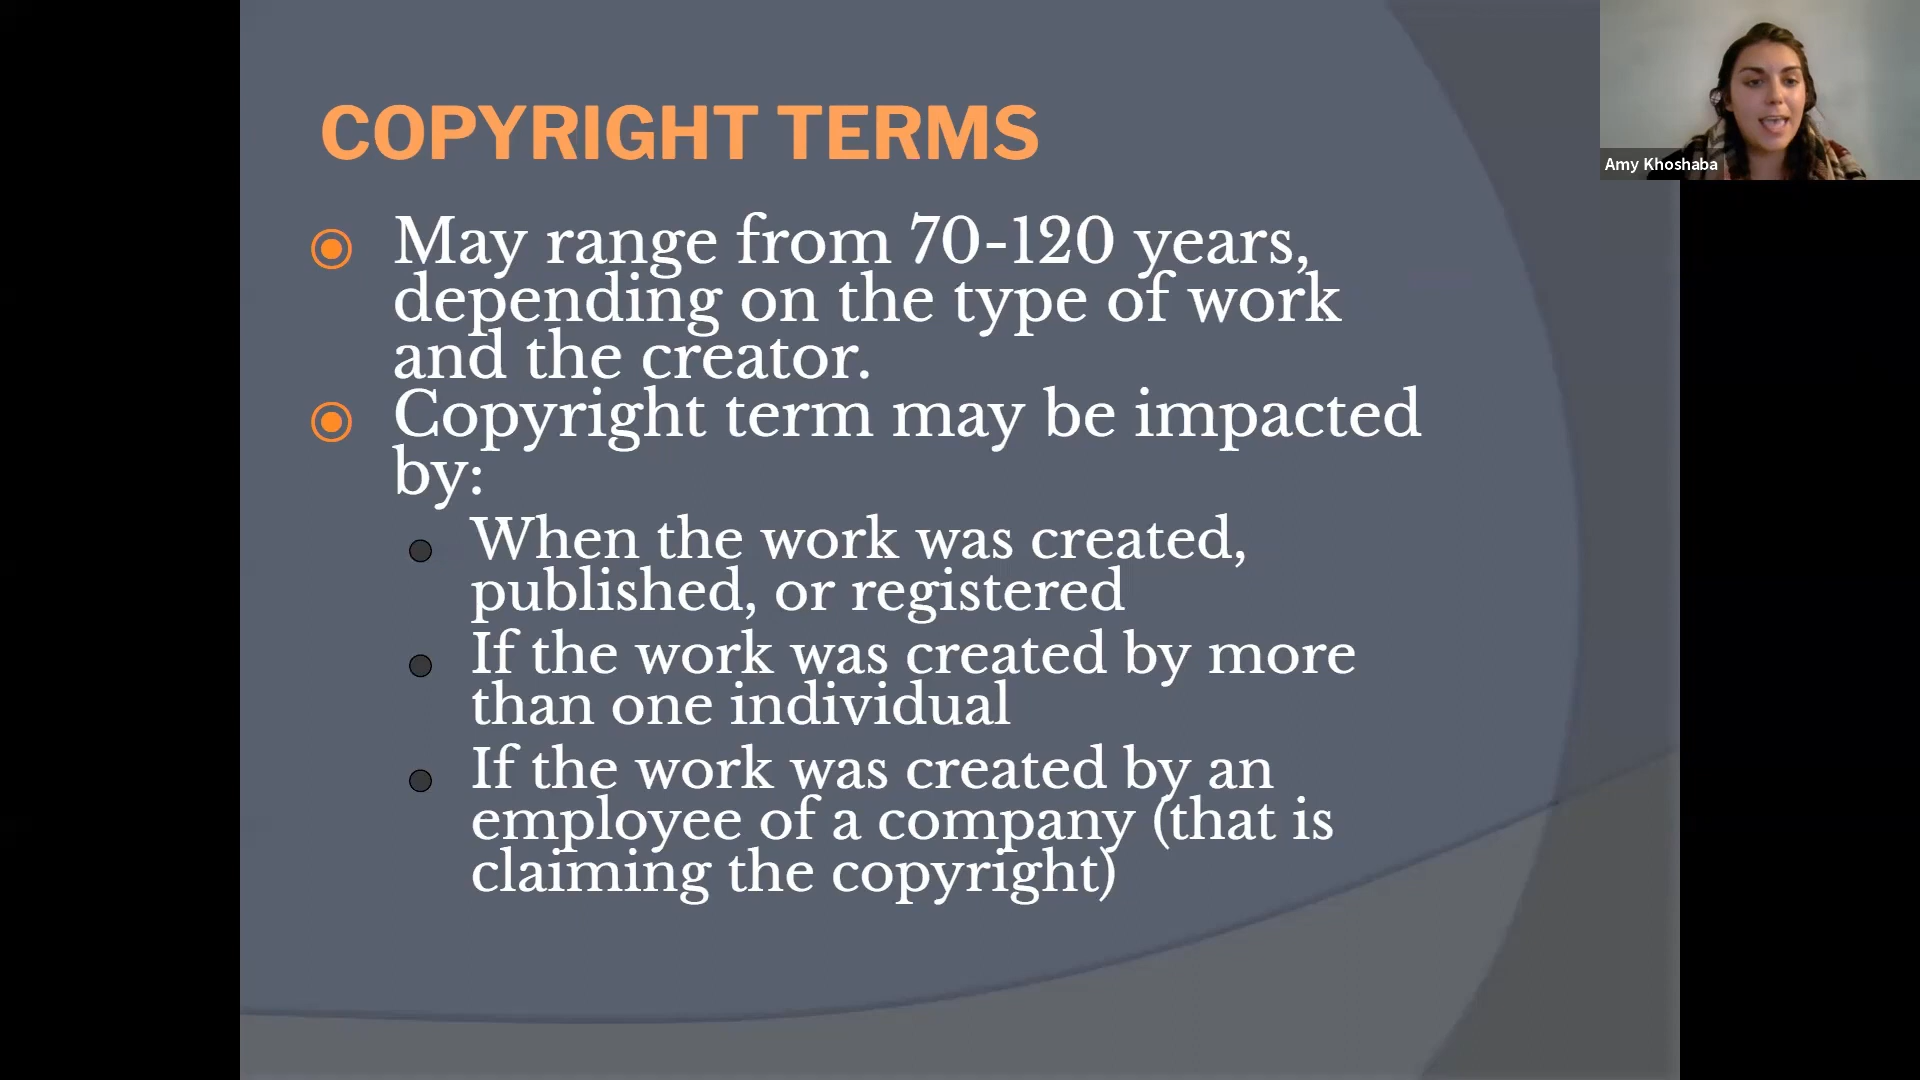 COPYRIGHT TERMS
May range from 70-120 years,
depending on the type of work
and the creator.
Copyright term may be impacted
by:
When the work was created,
published, or registered
If the work was created by more
than one individual
If the work was created by an
employee of a company (that is
claiming the copyright)
Amy Khoshaba